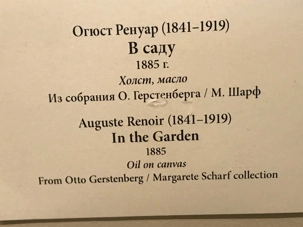 Огюст Ренуар (1841–1919)
В саду
1885 г.
Холст, масло
Из собрания О. Герстенберга / М. Шарф
Auguste Renoir (1841–1919)
In the Garden
1885
Oil on canvas
From Otto Gerstenberg / Margarete Scharf collection